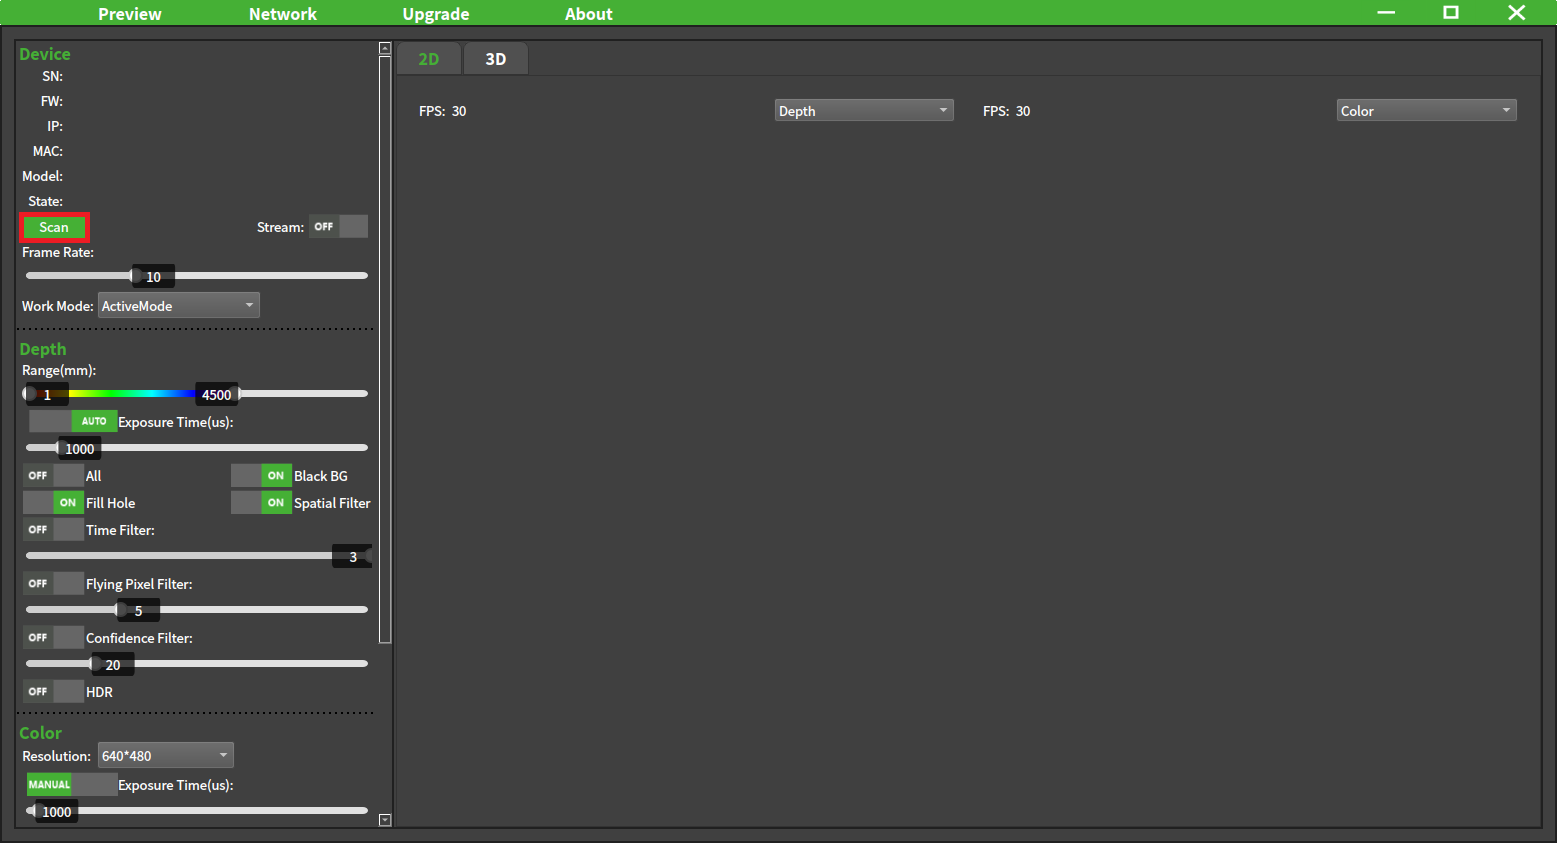 Preview Network Upgrade About
Device
SN:
FW:
IP:
MAC:
Model:
State:
Scan Stream: OFF
Frame Rate:
10
Work Mode: ActiveMode
Depth
Range(mm):
1 4500
AUTO Exposure Time(us):
1000
OFF All ON Black BG
ON Fill Hole ON Spatial Filter
OFF Time Filter:
3
OFF Flying Pixel Filter:
5
OFF Confidence Filter:
20
OFF HDR
Color
Resolution: 640*480
MANUAL Exposure Time(us):
1000
2D 3D
FPS: 30 Depth FPS: 30 Color